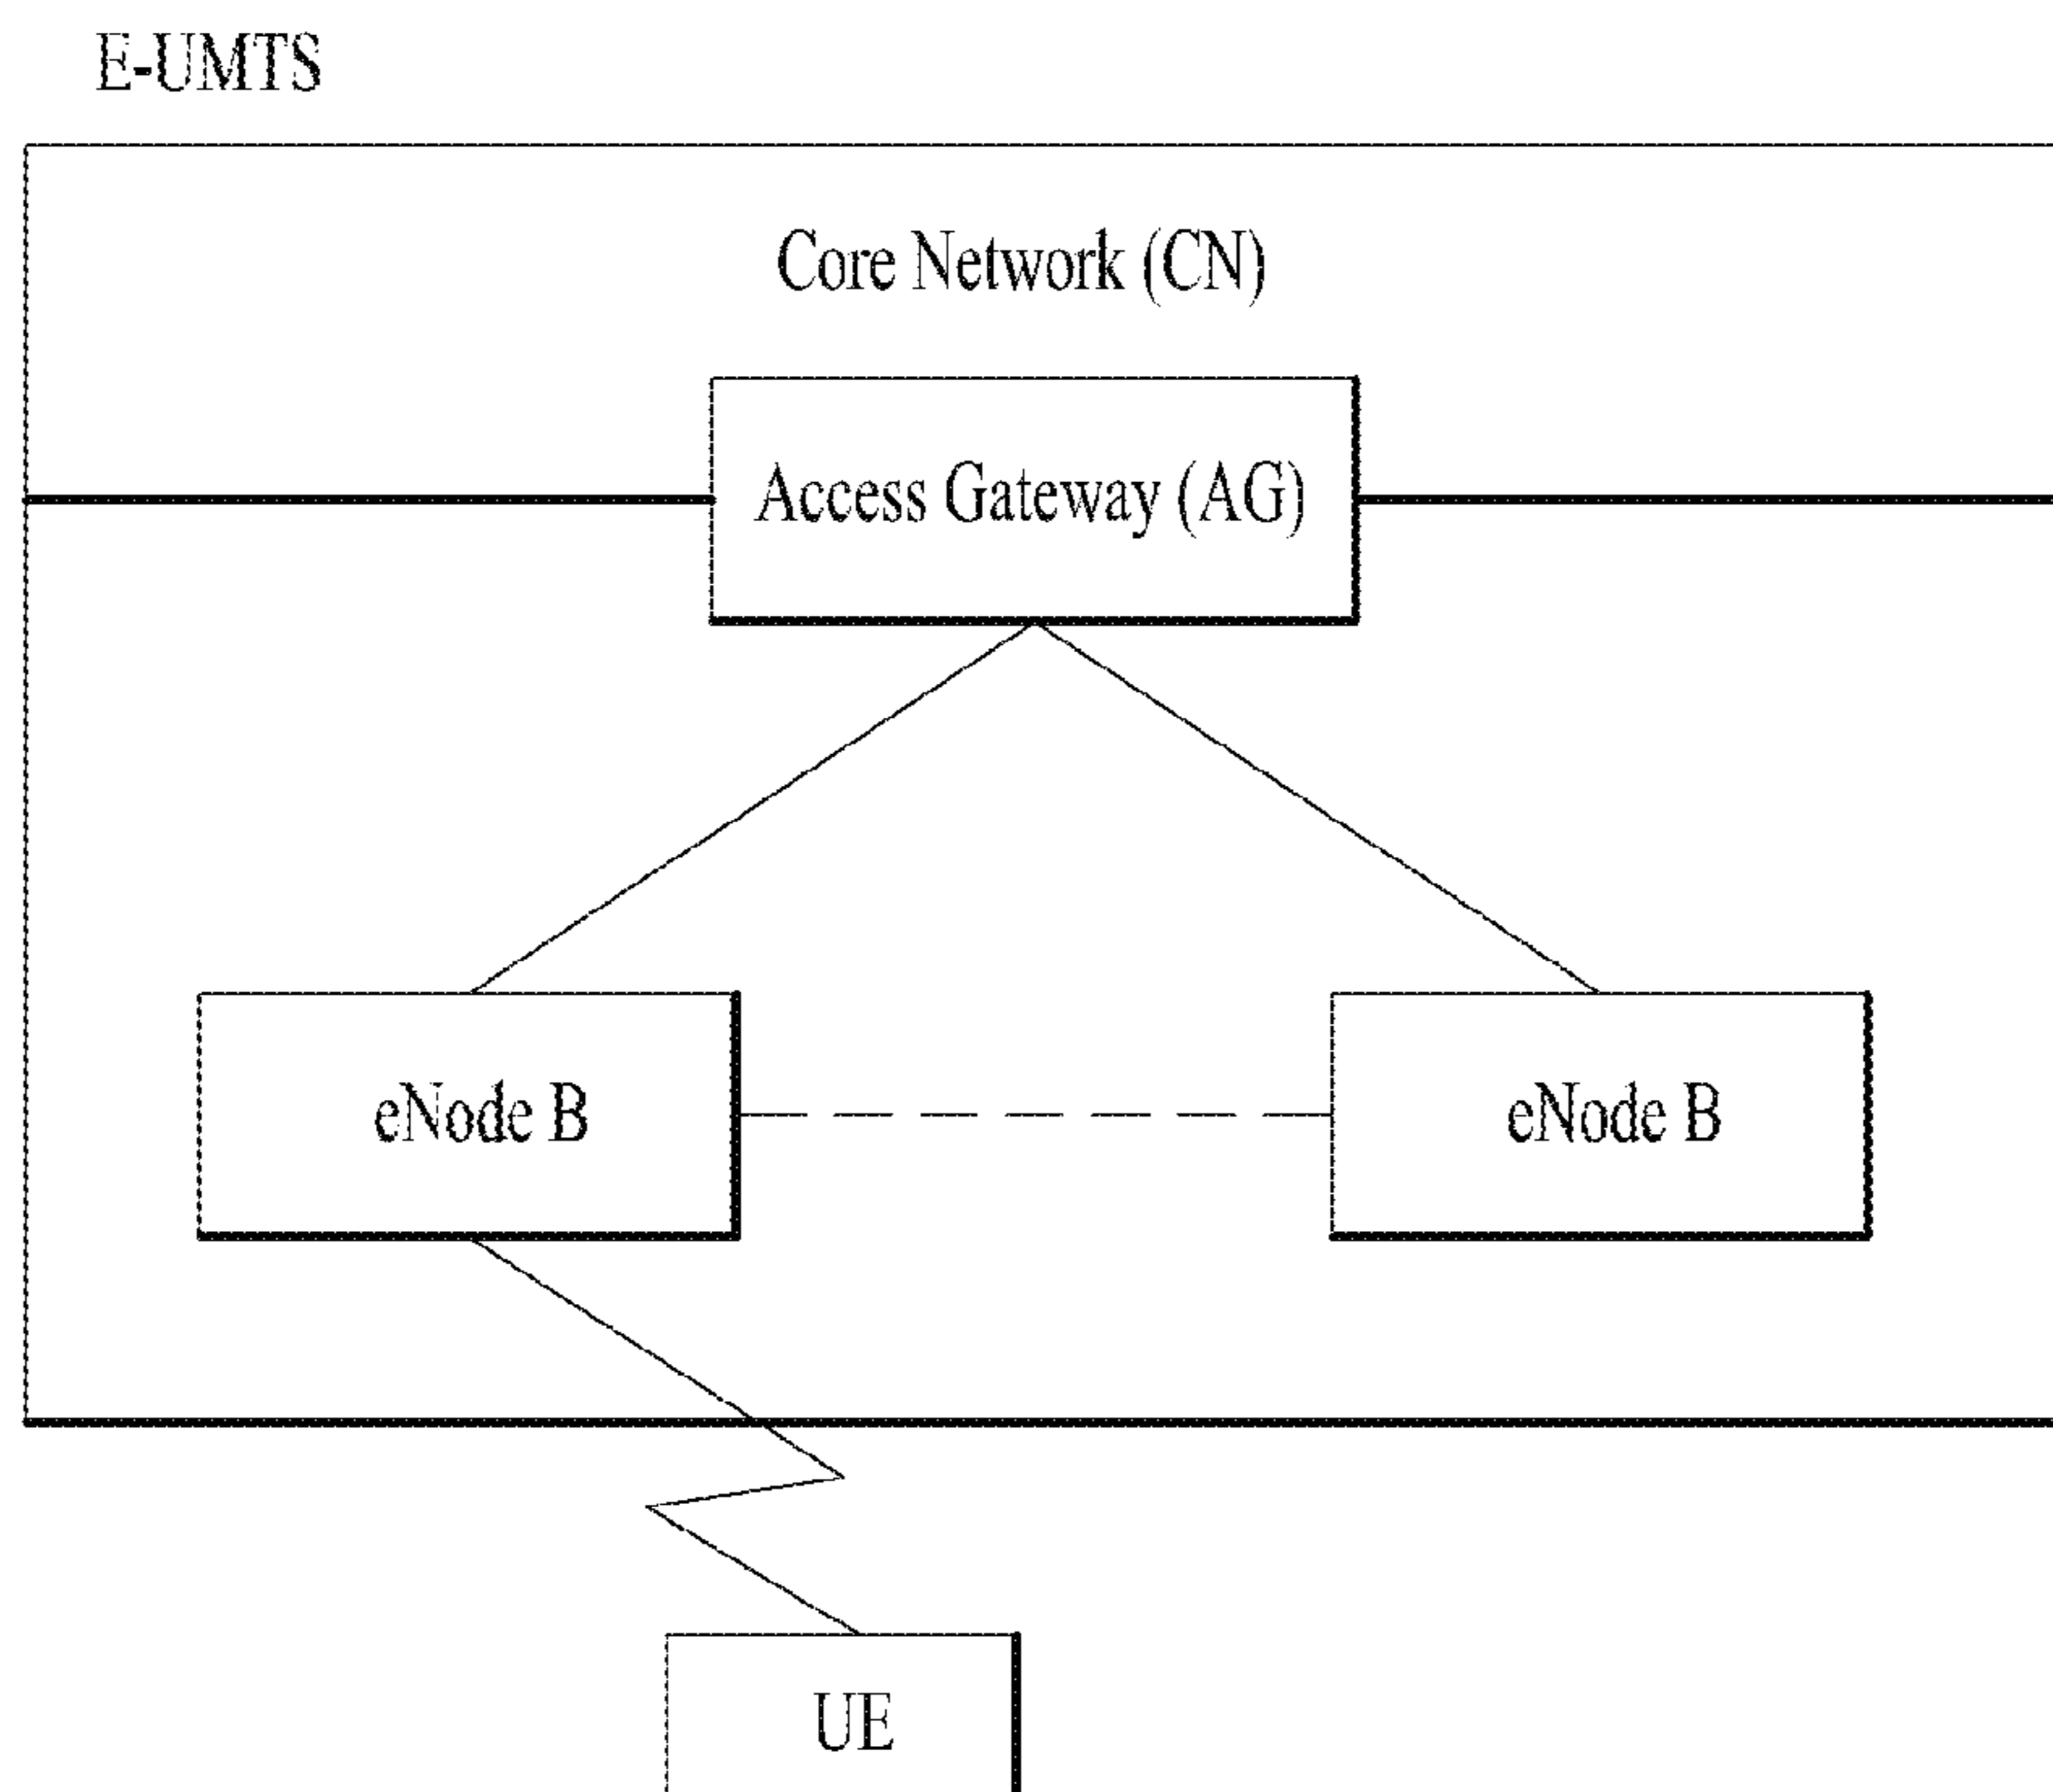 E-UMTS
Core Network (CN)
Access Gateway (AG)
eNode B
eNode B
UE